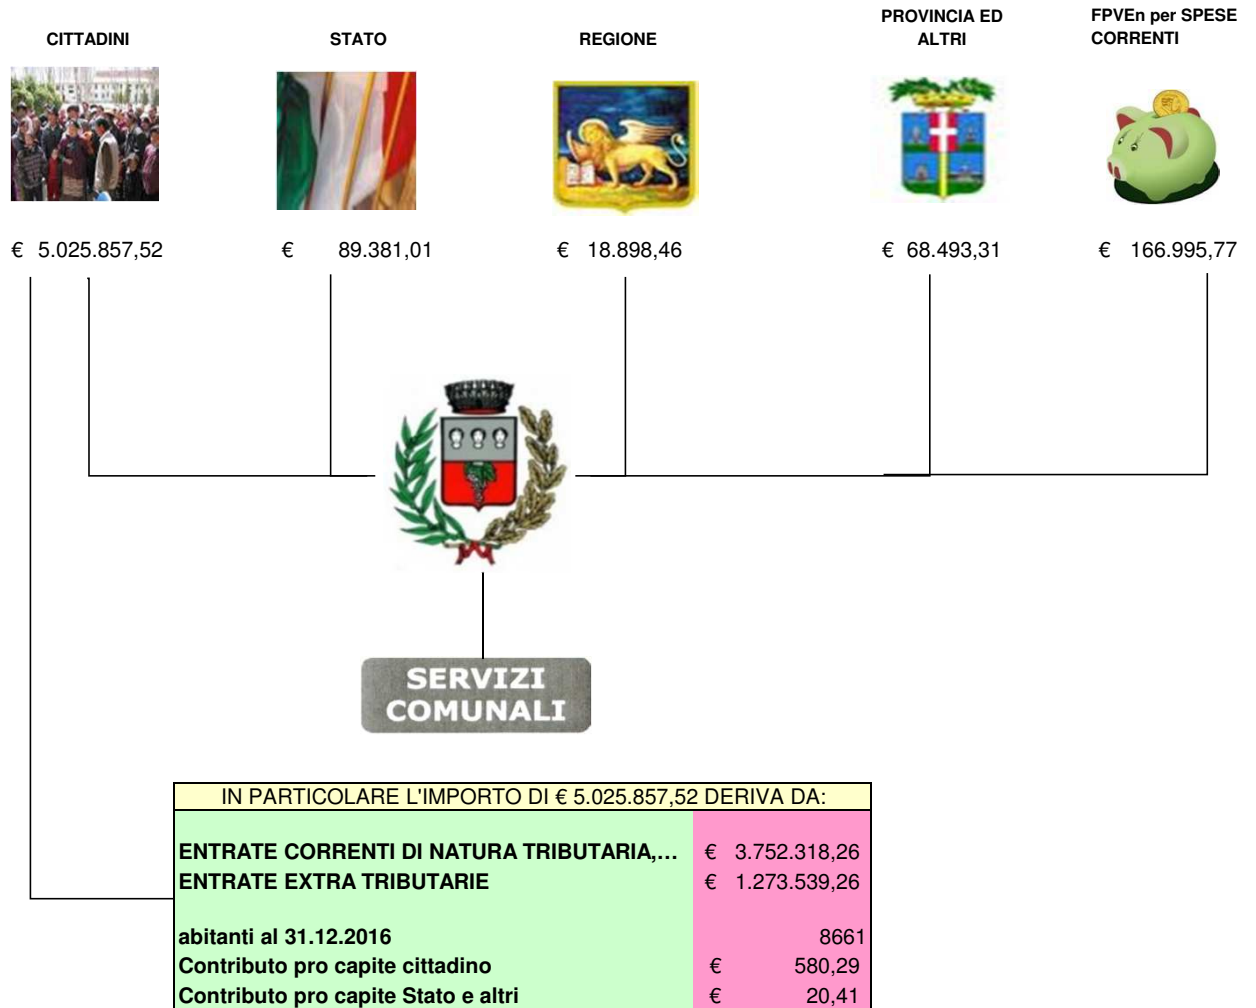 CITTADINI
STATO
REGIONE
PROVINCIA ED
ALTRI
FPVEn per SPESE
CORRENTI
€ 5.025.857,52
€ 89.381,01
€ 18.898,46
€ 68.493,31
€ 166.995,77
SERVIZI
COMUNALI
IN PARTICOLARE L'IMPORTO DI € 5.025.857,52 DERIVA DA:
ENTRATE CORRENTI DI NATURA TRIBUTARIA,… € 3.752.318,26
ENTRATE EXTRA TRIBUTARIE € 1.273.539,26
abitanti al 31.12.2016 8661
Contributo pro capite cittadino € 580,29
Contributo pro capite Stato e altri € 20,41